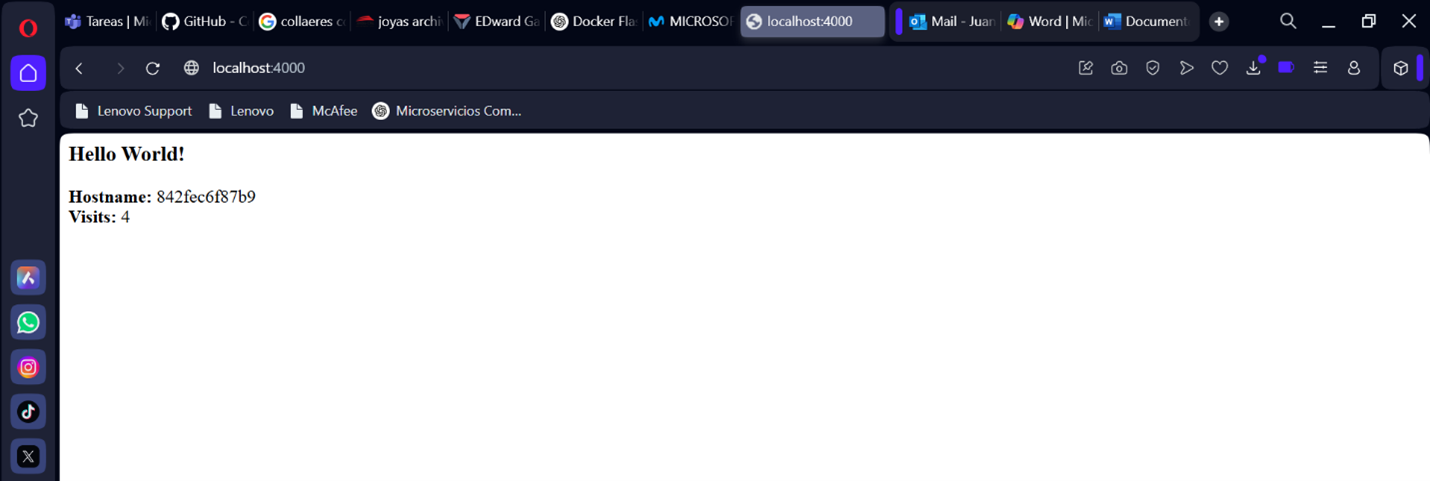 Tareas | Mi
GitHub - C
collaeres c
joyas archiv
EDward Ga
Docker Fla
MICROSOF
localhost:4000
Mail - Juan
Word | Mic
Document
localhost:4000
Lenovo Support
Lenovo
McAfee
Microservicios Com...
Hello World!
Hostname: 842fec6f87b9
Visits: 4